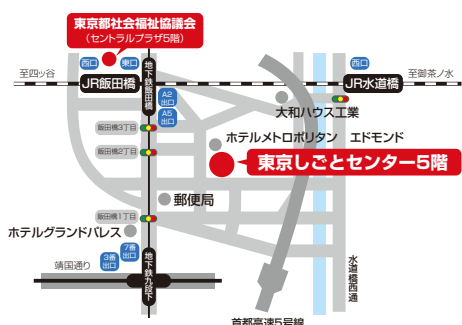 東京都社会福祉協議会
(セントラルプラザ5階)
西口
東口
地下鉄飯田橋
西口
至四ッ谷
JR飯田橋
JR水道橋
至御茶ノ水
A2
出口
A5
出口
大和ハウス工業
飯田橋3丁目
ホテルメトロポリタン エドモンド
飯田橋2丁目
東京しごとセンター5階
郵便局
飯田橋1丁目
ホテルグランドパレス
7番
出口
3番
出口
靖国通り
地下鉄九段下
水道橋西通
首都高速5号線